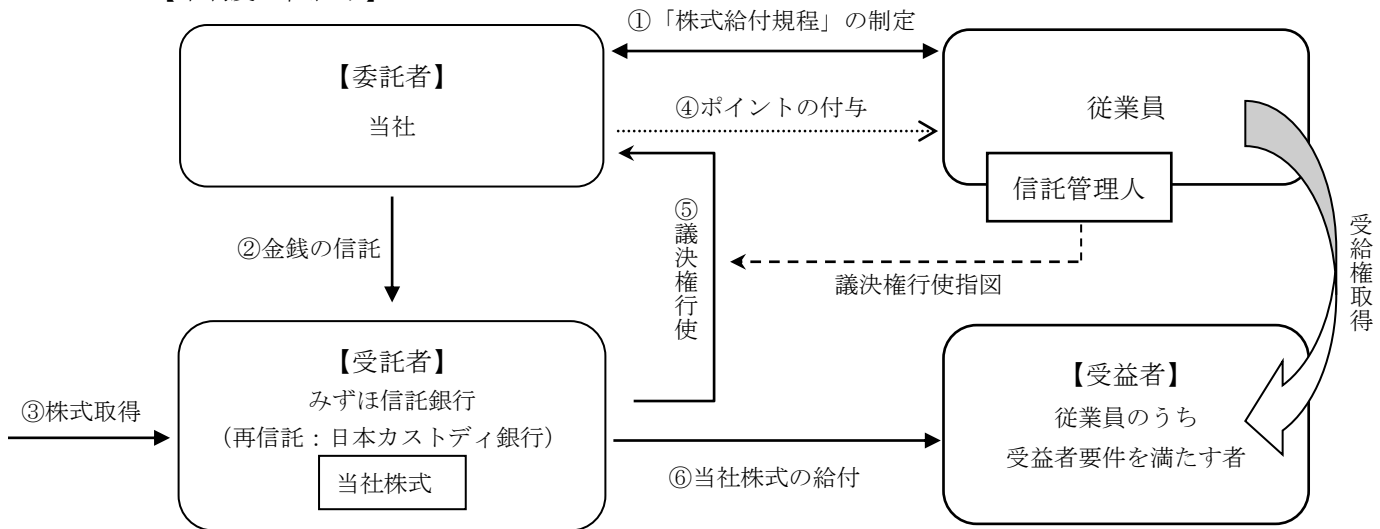 ①「株式給付規程」の制定
【委託者】
当社
④ポイントの付与
従業員
信託管理人
②金銭の信託
⑤議決権行使
議決権行使指図
受給権取得
③株式取得
【受託者】
みずほ信託銀行
（再信託：日本カストディ銀行）
当社株式
⑥当社株式の給付
【受益者】
従業員のうち
受益者要件を満たす者